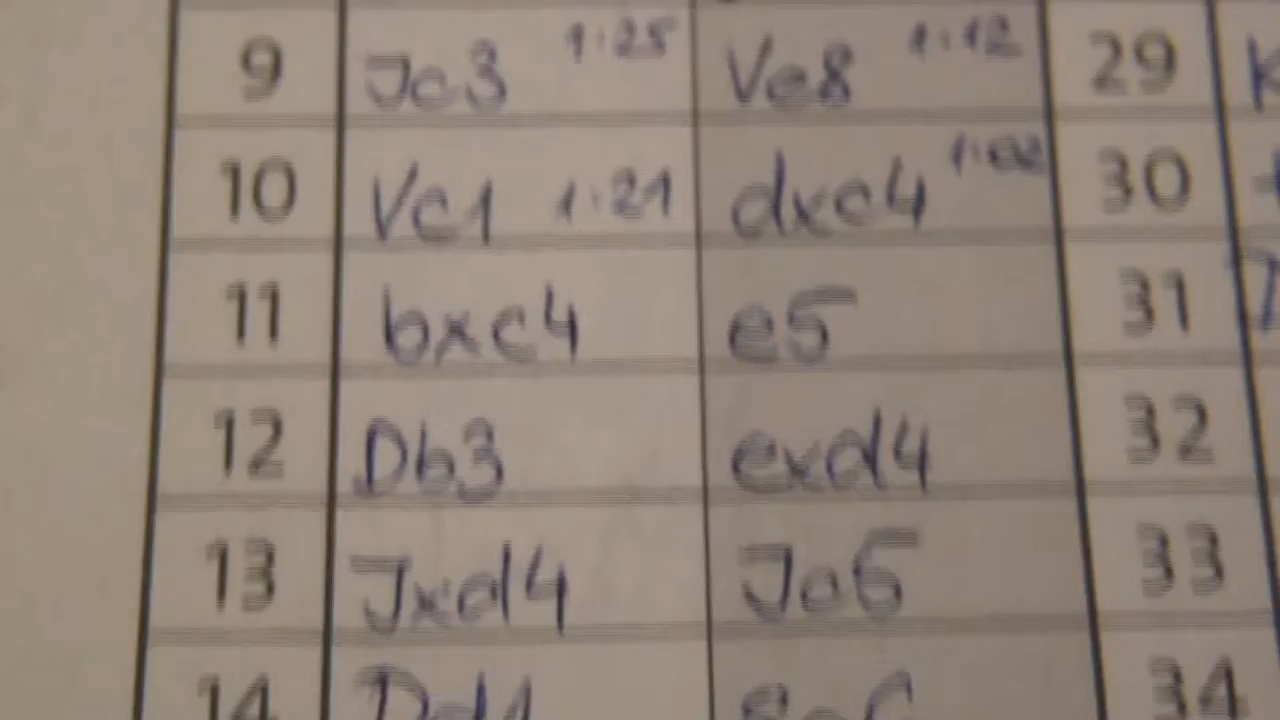 9 Jc3 1:25 Ve8 1:12 29
10 Vc1 1:21 dxc4 30
11 bxc4 e5 31
12 Db3 exd4 32
13 Jxd4 33
14 34